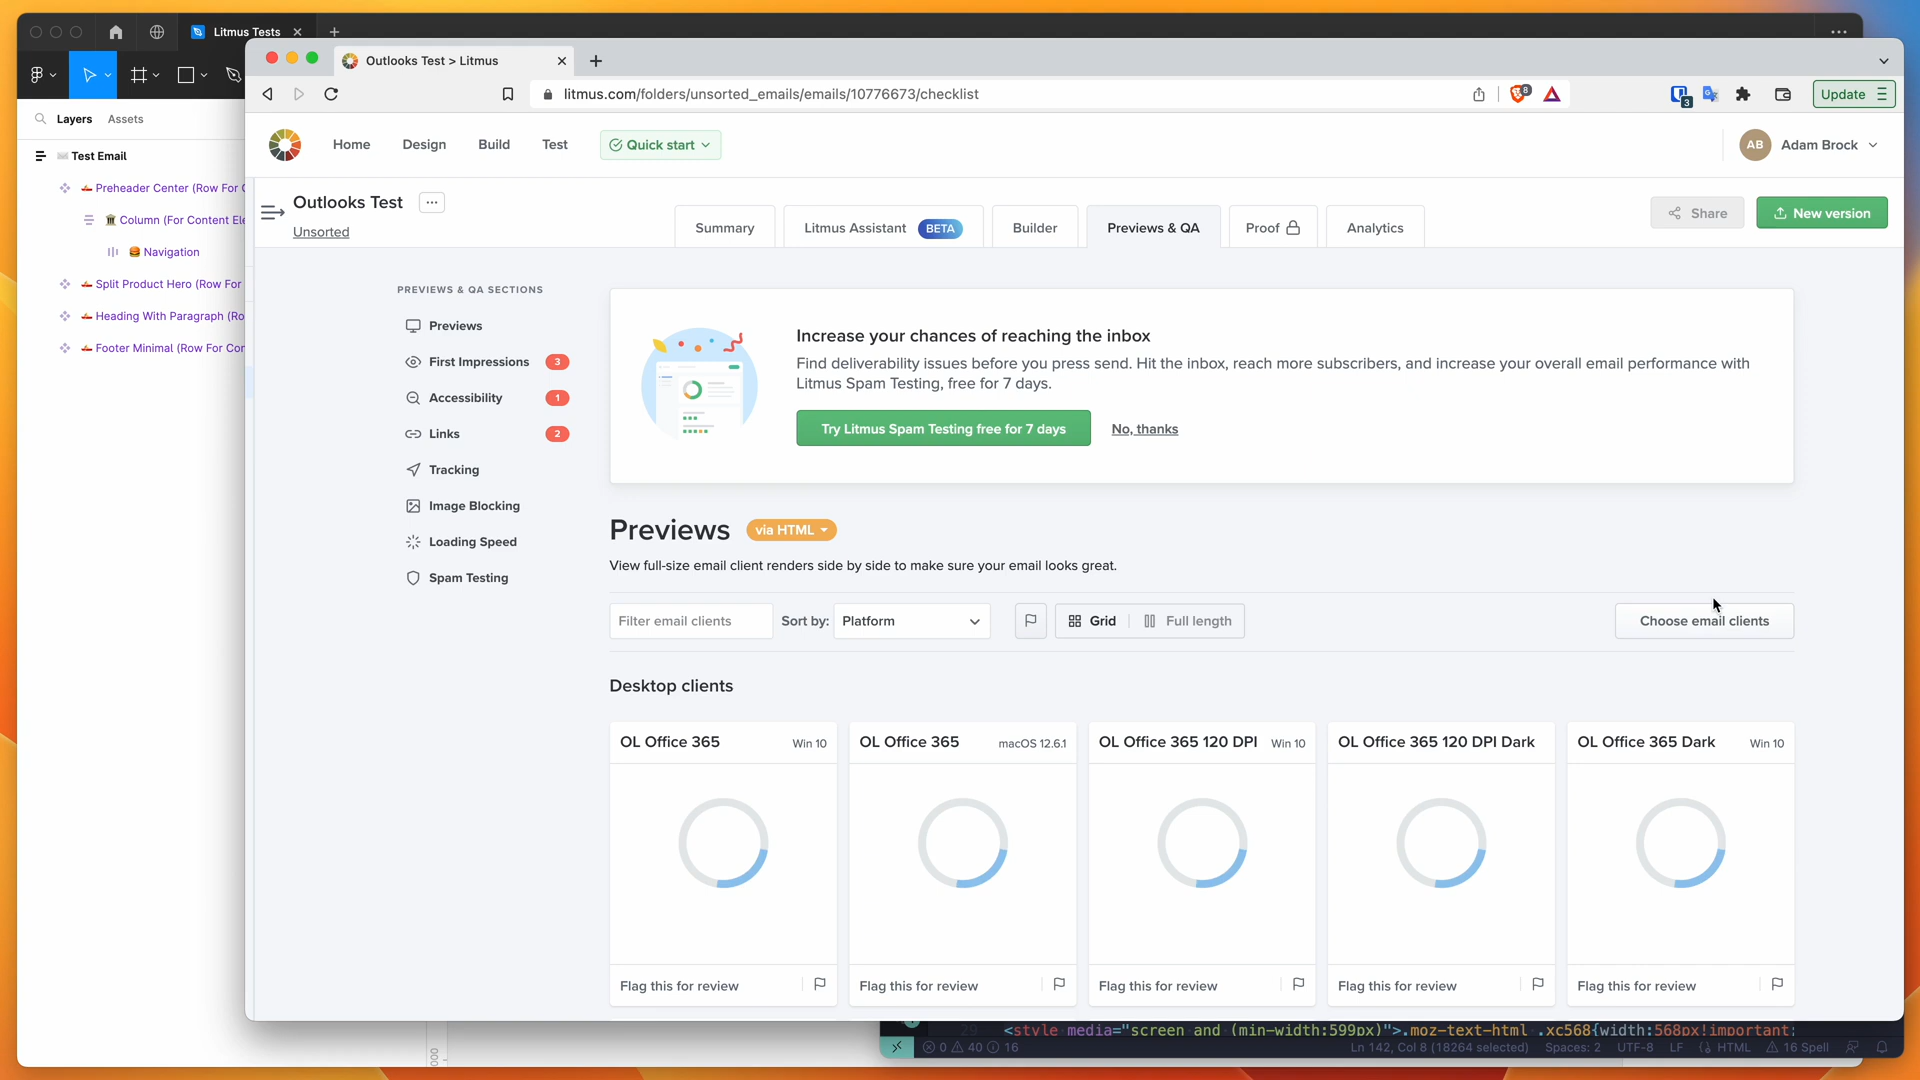 Litmus Tests
Layers Assets
Test Email
Preheader Center (Row For
Column (For Content Ele
Navigation
Split Product Hero (Row For
Heading With Paragraph (Ro
Footer Minimal (Row For Con
Outlooks Test > Litmus
litmus.com/folders/unsorted_emails/emails/10776673/checklist
8
3
Update
Home Design Build Test Quick start
AB Adam Brock
Outlooks Test
Unsorted
Summary Litmus Assistant BETA Builder Previews & QA Proof Analytics
Share New version
PREVIEWS & QA SECTIONS
Previews
First Impressions 3
Accessibility 1
Links 2
Tracking
Image Blocking
Loading Speed
Spam Testing
Increase your chances of reaching the inbox
Find deliverability issues before you press send. Hit the inbox, reach more subscribers, and increase your overall email performance with
Litmus Spam Testing, free for 7 days.
Try Litmus Spam Testing free for 7 days No, thanks
Previews via HTML
View full-size email client renders side by side to make sure your email looks great.
Filter email clients Sort by: Platform Grid Full length Choose email clients
Desktop clients
OL Office 365 Win 10
OL Office 365 macOS 12.6.1
OL Office 365 120 DPI Win 10
OL Office 365 120 DPI Dark
OL Office 365 Dark Win 10
Flag this for review
Flag this for review
Flag this for review
Flag this for review
Flag this for review
29 <style media="screen and (min-width:599px)">.moz-text-html .xc568{width:568px!important;
0 40 16 Ln 142, Col 8 (18264 selected) Spaces: 2 UTF-8 LF HTML 16 Spell